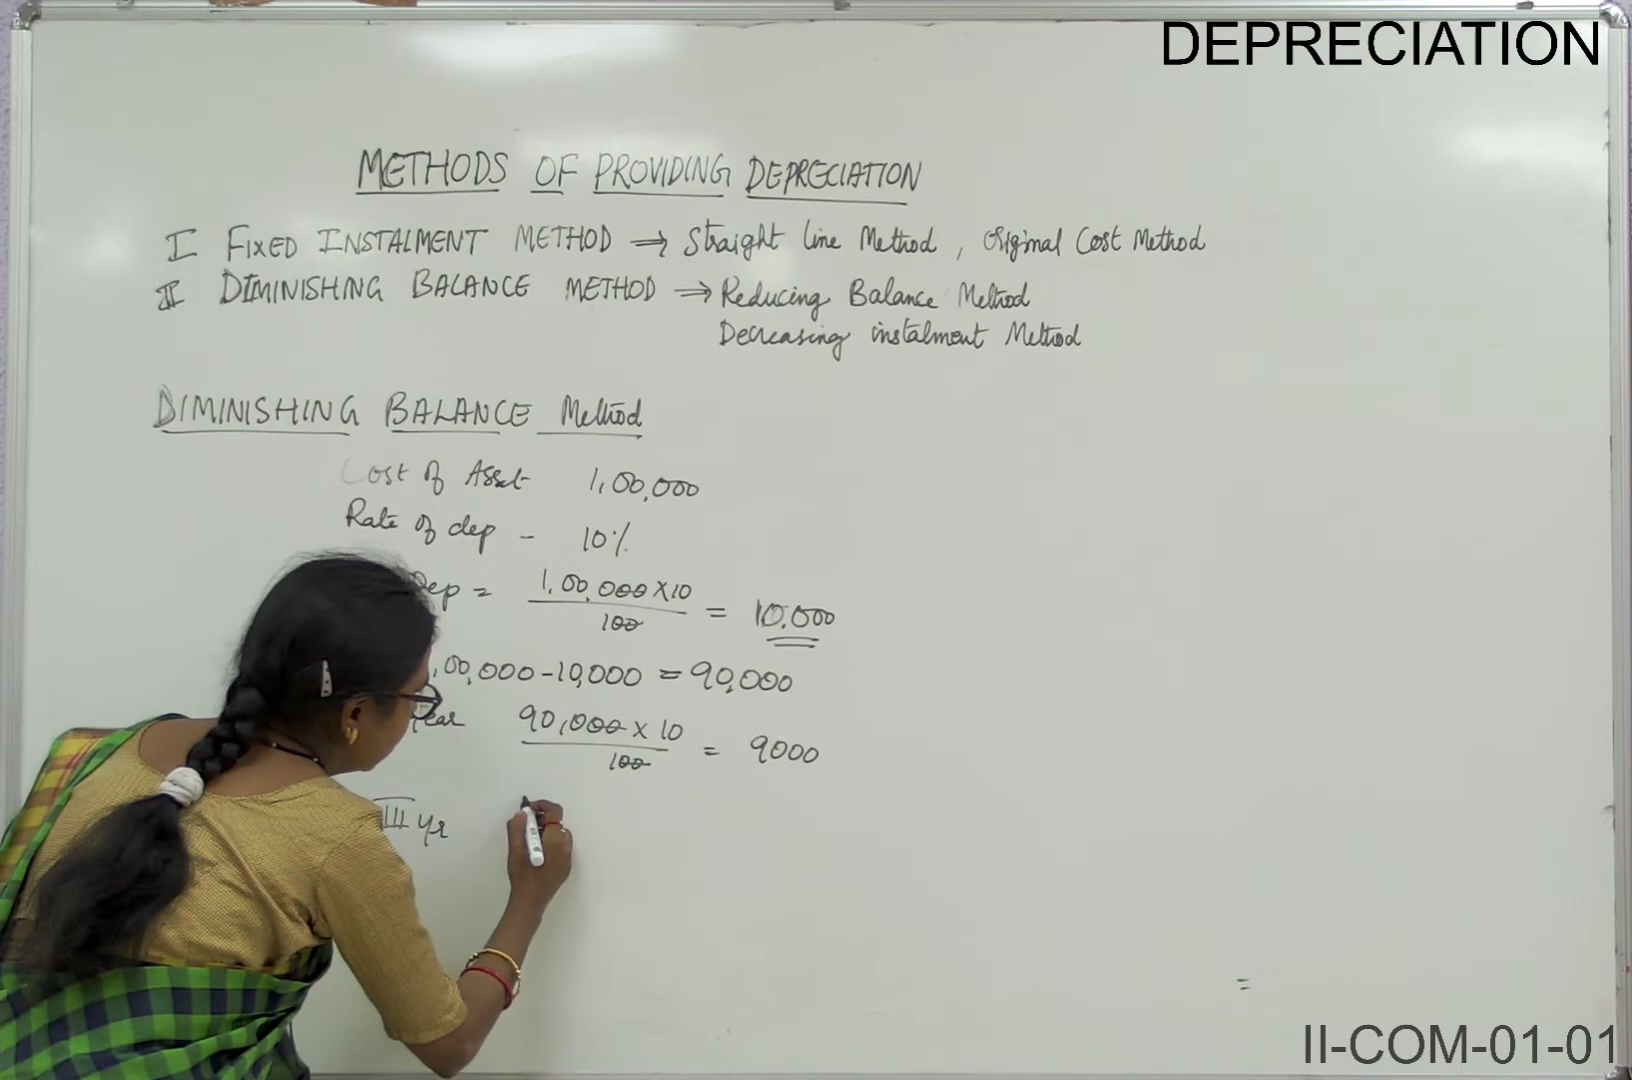 DEPRECIATION
METHODS OF PROVIDING DEPRECIATION
I FIXED INSTALMENT METHOD ⇒ Straight line Method, Original Cost Method
II DIMINISHING BALANCE METHOD ⇒ Reducing Balance Method
Decreasing instalment Method
DIMINISHING BALANCE Method
Cost of Asset 1,00,000
Rate of dep - 10%
Dep = 1,00,000 x 10 / 100 = 10,000
,00,000 - 10,000 = 90,000
year 90,000 x 10 / 100 = 9000
III yr
=
II-COM-01-01